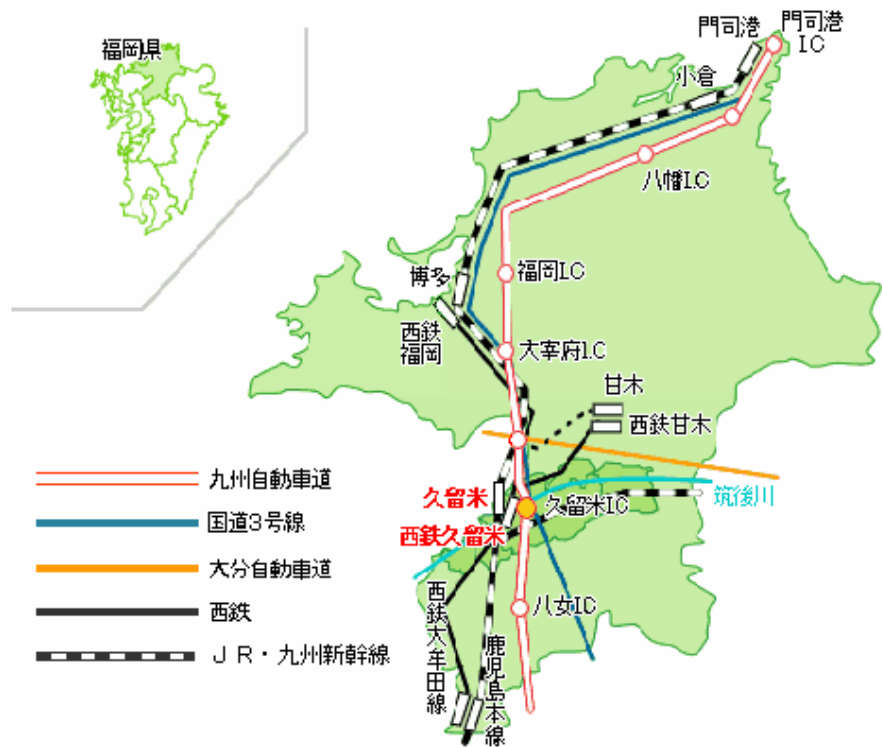 福岡県
門司港
門司港
IC
小倉
八幡I.C
福岡I.C
博多
西鉄
福岡
大宰府I.C
甘木
西鉄甘木
久留米
久留米IC
筑後川
西鉄久留米
八女IC
西鉄大牟田線
鹿児島本線
九州自動車道
国道3号線
大分自動車道
西鉄
ＪＲ・九州新幹線